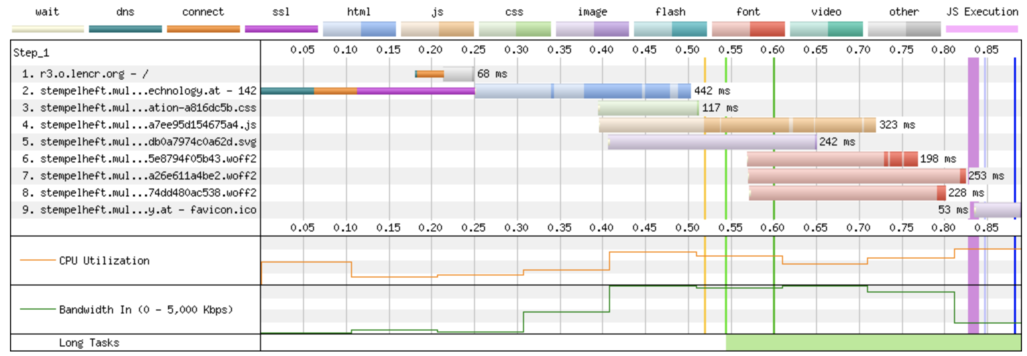 wait dns connect ssl html js css image flash font video other JS Execution
Step_1 0.05 0.10 0.15 0.20 0.25 0.30 0.35 0.40 0.45 0.50 0.55 0.60 0.65 0.70 0.75 0.80 0.85
1. r3.o.lencr.org - / 68 ms
2. stempelheft.mul...echnology.at - 142 442 ms
3. stempelheft.mul...ation-a816dc5b.css 117 ms
4. stempelheft.mul...a7ee95d154675a4.js 323 ms
5. stempelheft.mul...db0a7974c0a62d.svg 242 ms
6. stempelheft.mul...5e8794f05b43.woff2 198 ms
7. stempelheft.mul...a26e611a4be2.woff2 253 ms
8. stempelheft.mul...74dd480ac538.woff2 228 ms
9. stempelheft.mul...y.at - favicon.ico 53 ms
0.05 0.10 0.15 0.20 0.25 0.30 0.35 0.40 0.45 0.50 0.55 0.60 0.65 0.70 0.75 0.80 0.85
CPU Utilization
Bandwidth In (0 - 5,000 Kbps)
Long Tasks